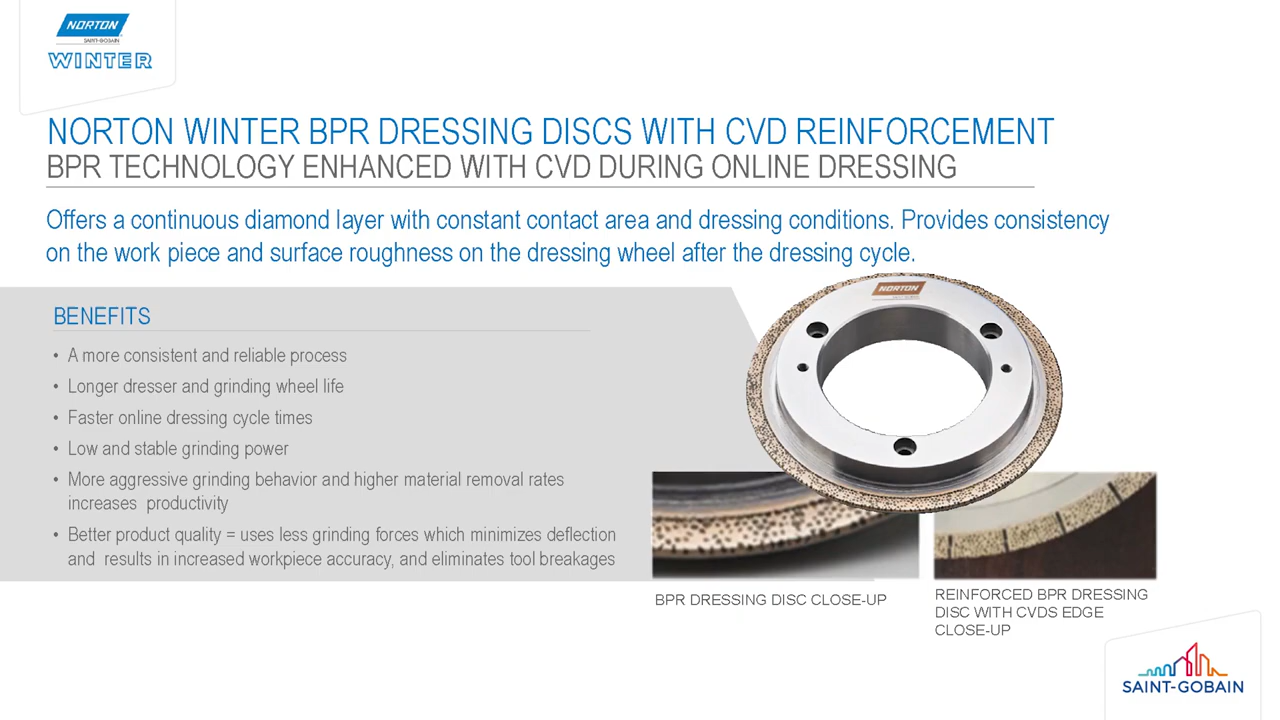 NORTON
SAINT-GOBAIN
WINTER
NORTON WINTER BPR DRESSING DISCS WITH CVD REINFORCEMENT
BPR TECHNOLOGY ENHANCED WITH CVD DURING ONLINE DRESSING
Offers a continuous diamond layer with constant contact area and dressing conditions. Provides consistency
on the work piece and surface roughness on the dressing wheel after the dressing cycle.
BENEFITS
• A more consistent and reliable process
• Longer dresser and grinding wheel life
• Faster online dressing cycle times
• Low and stable grinding power
• More aggressive grinding behavior and higher material removal rates
increases productivity
• Better product quality = uses less grinding forces which minimizes deflection
and results in increased workpiece accuracy, and eliminates tool breakages
NORTON
BPR DRESSING DISC CLOSE-UP
REINFORCED BPR DRESSING
DISC WITH CVDS EDGE
CLOSE-UP
SAINT-GOBAIN